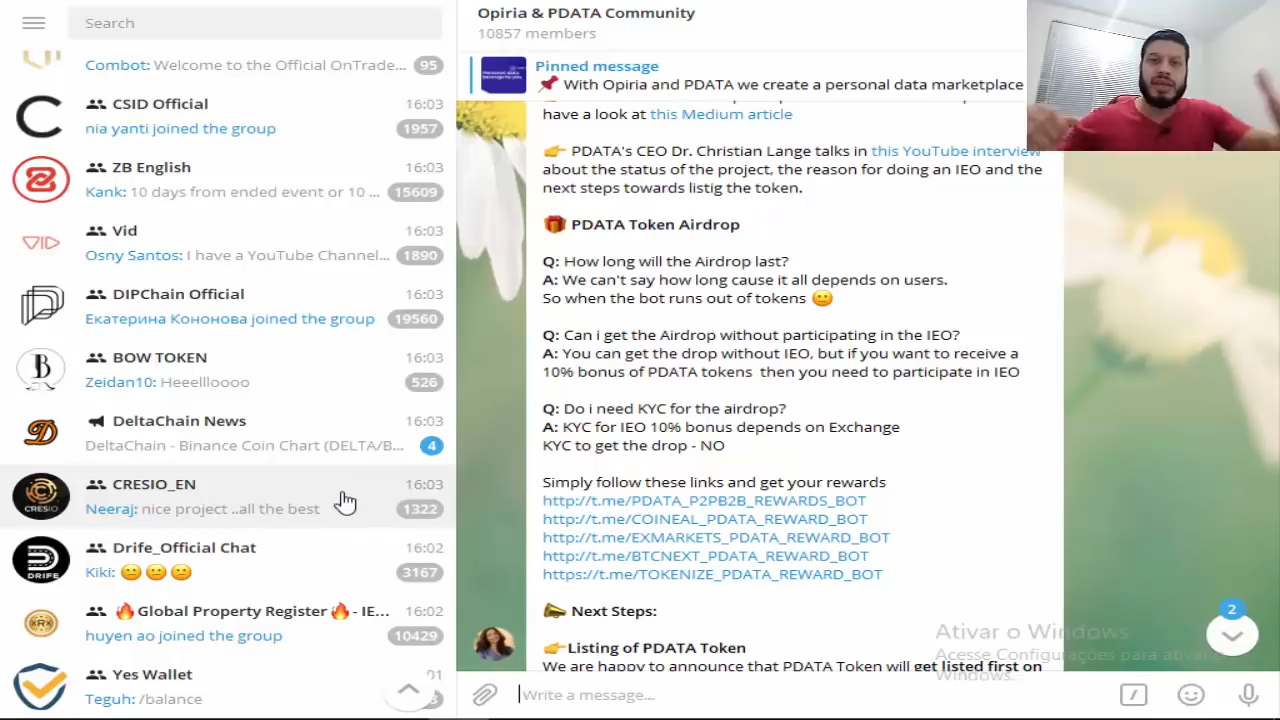 Search
Combot: Welcome to the Official OnTrade... 95
CSID Official 16:03
nia yanti joined the group 1957
ZB English 16:03
Kank: 10 days from ended event or 10 ... 15609
Vid 16:03
VID
Osny Santos: I have a YouTube Channel... 1890
DIPChain Official 16:03
Екатерина Кононова joined the group 19560
BOW TOKEN 16:03
Zeidan10: Heeellloooo 526
DeltaChain News 16:03
DeltaChain - Binance Coin Chart (DELTA/B... 4
CRESIO_EN 16:03
CRESIO
Neeraj: nice project ..all the best 1322
Drife_Official Chat 16:02
DRIFE
Kiki: 😐 😐 😐 3167
🔥Global Property Register🔥- IE... 16:02
XRX
huyen ao joined the group 10429
Yes Wallet
Teguh: /balance
Opiria & PDATA Community
10857 members
Pinned message
📌 With Opiria and PDATA we create a personal data marketplace
have a look at this Medium article
👉 PDATA's CEO Dr. Christian Lange talks in this YouTube interview
about the status of the project, the reason for doing an IEO and the
next steps towards listig the token.
🎁 PDATA Token Airdrop
Q: How long will the Airdrop last?
A: We can't say how long cause it all depends on users.
So when the bot runs out of tokens 🙂
Q: Can i get the Airdrop without participating in the IEO?
A: You can get the drop without IEO, but if you want to receive a
10% bonus of PDATA tokens then you need to participate in IEO
Q: Do i need KYC for the airdrop?
A: KYC for IEO 10% bonus depends on Exchange
KYC to get the drop - NO
Simply follow these links and get your rewards
http://t.me/PDATA_P2PB2B_REWARDS_BOT
http://t.me/COINEAL_PDATA_REWARD_BOT
http://t.me/EXMARKETS_PDATA_REWARD_BOT
http://t.me/BTCNEXT_PDATA_REWARD_BOT
https://t.me/TOKENIZE_PDATA_REWARD_BOT
📣 Next Steps:
👉Listing of PDATA Token
We are happy to announce that PDATA Token will get listed first on
2
Ativar o Windows
Acesse Configurações para ativar o
Windows.
Write a message...